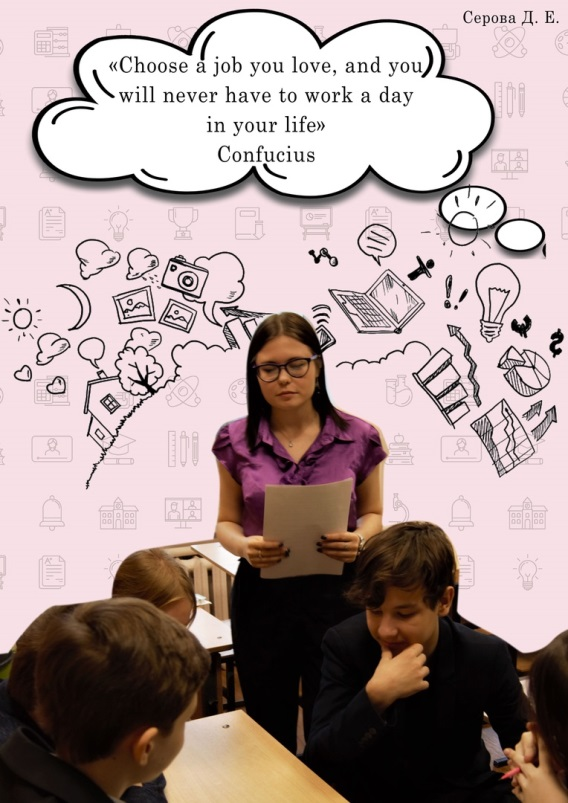 Серова Д. Е.
«Choose a job you love, and you
will never have to work a day
in your life»
Confucius